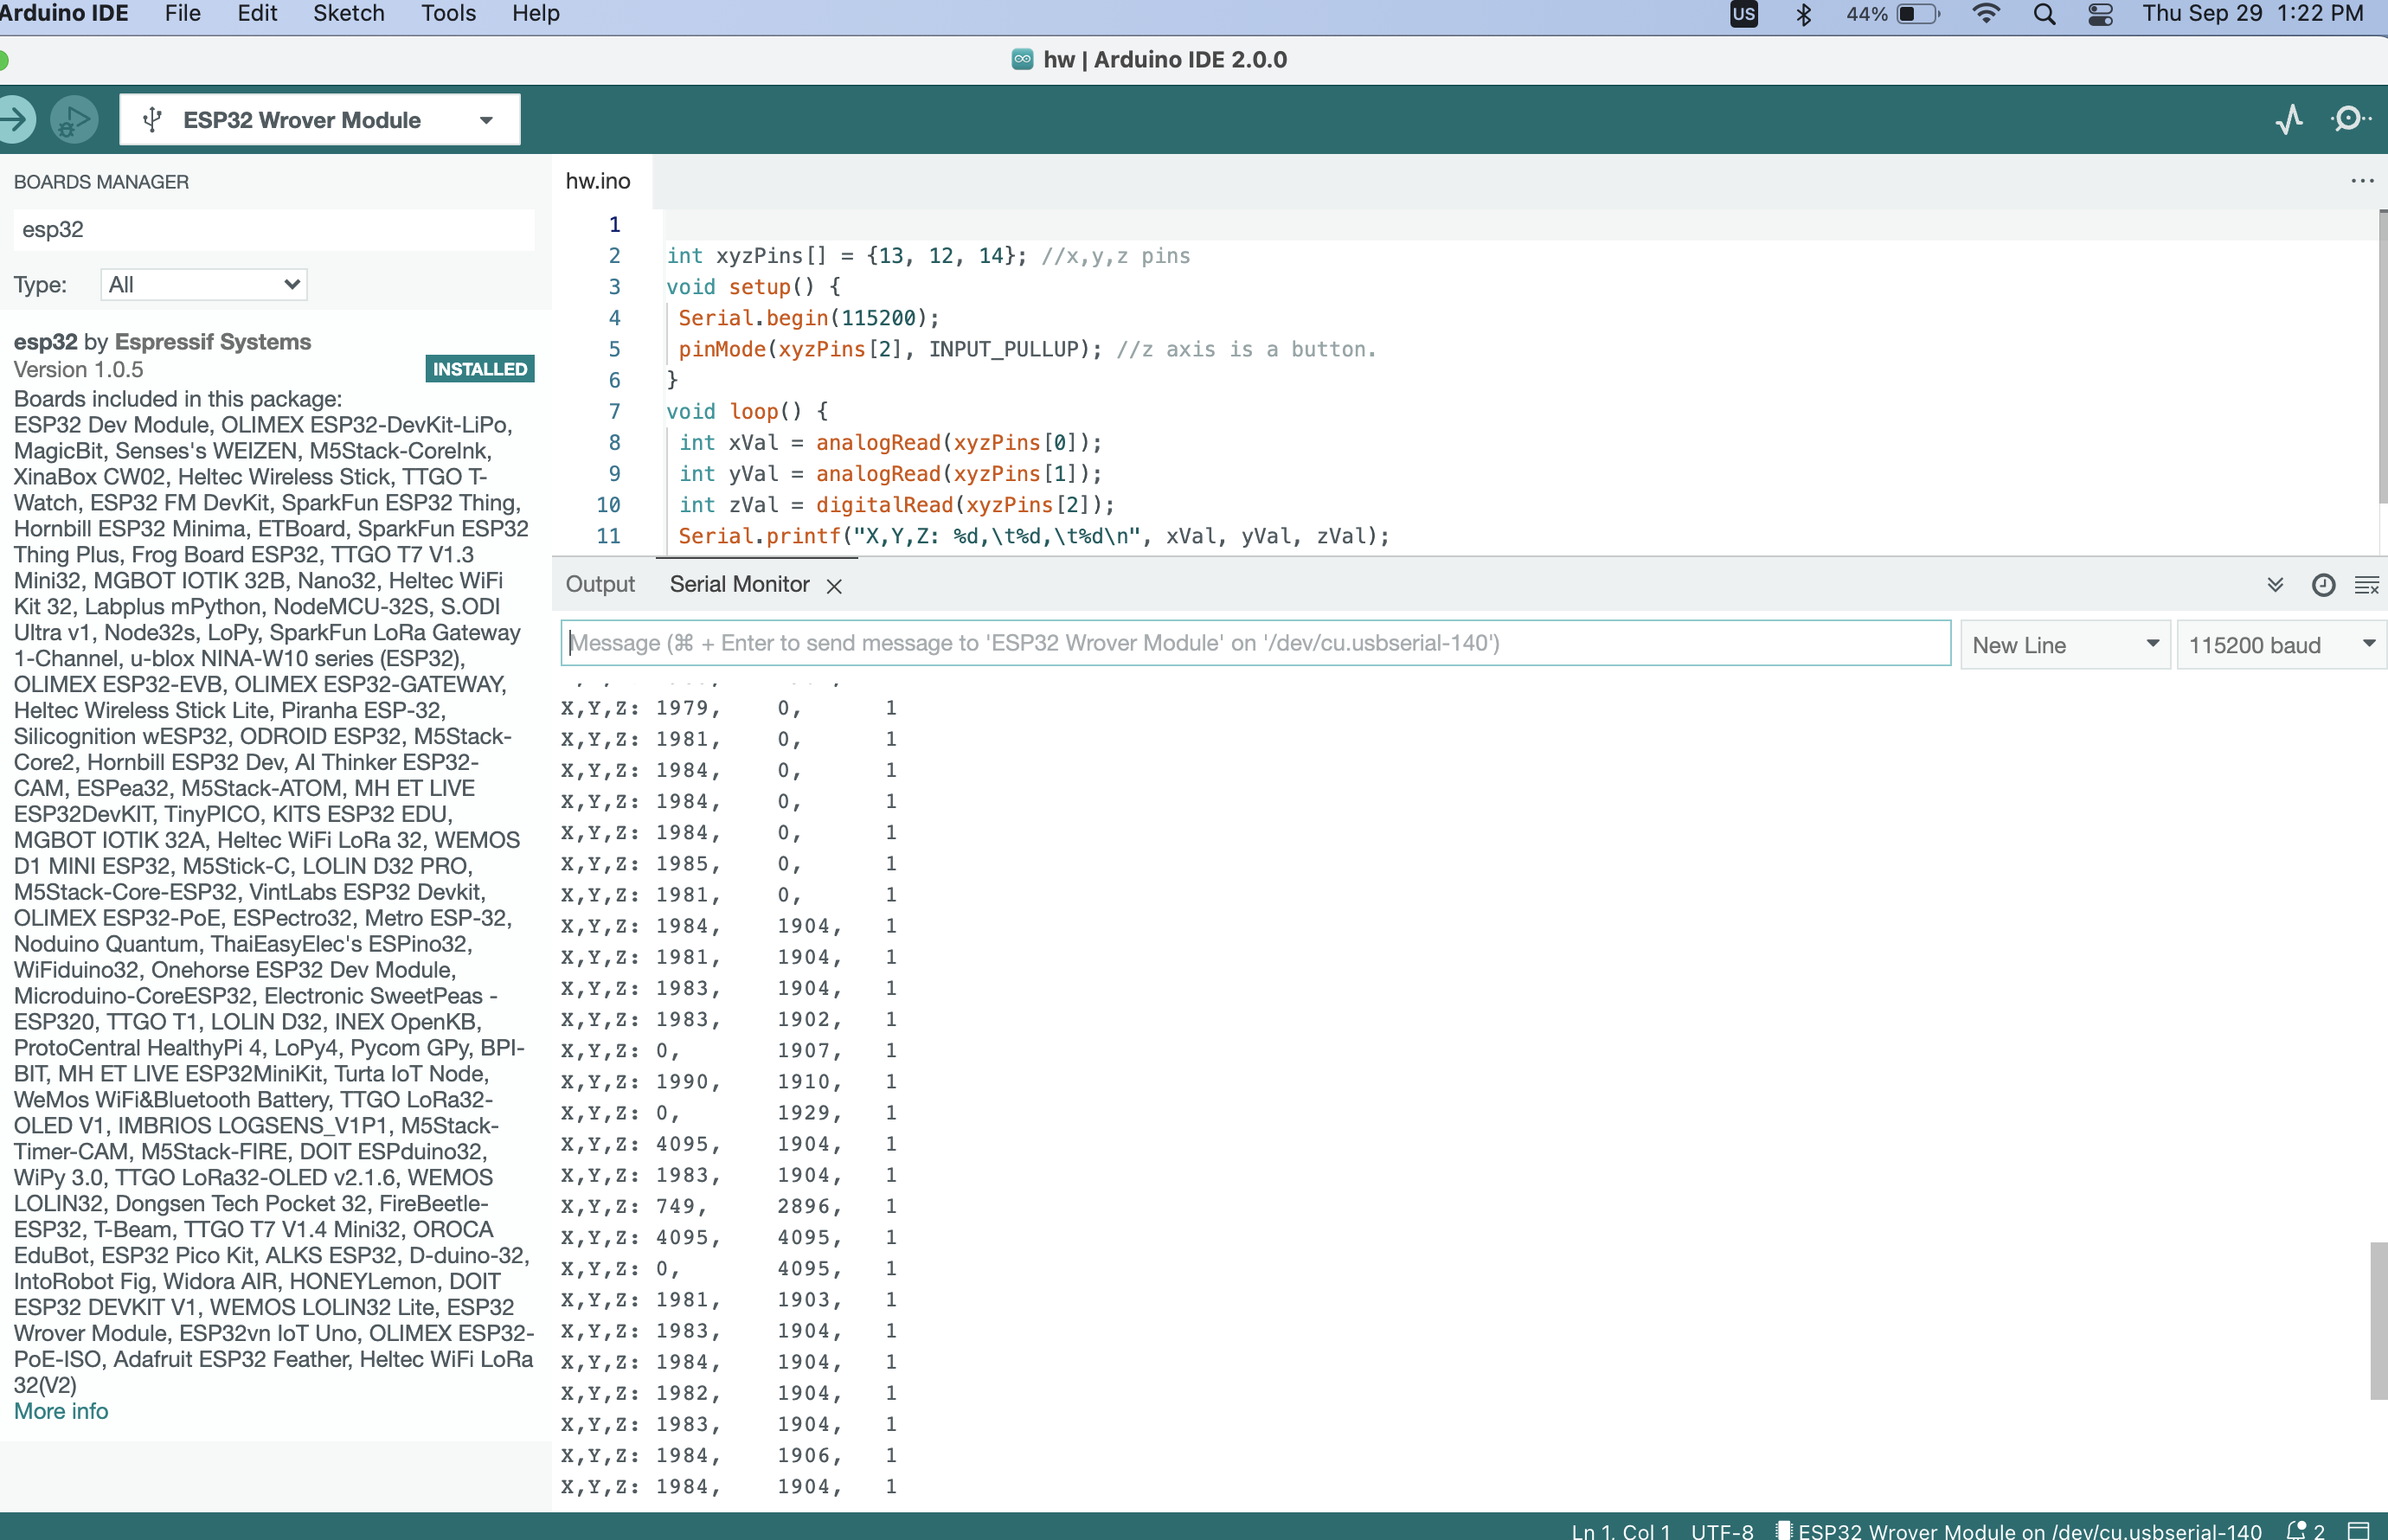 Arduino IDE File Edit Sketch Tools Help US 44% Thu Sep 29 1:22 PM
hw | Arduino IDE 2.0.0
ESP32 Wrover Module
BOARDS MANAGER
esp32
Type: All
esp32 by Espressif Systems
Version 1.0.5
INSTALLED
Boards included in this package:
ESP32 Dev Module, OLIMEX ESP32-DevKit-LiPo,
MagicBit, Senses's WEIZEN, M5Stack-CoreInk,
XinaBox CW02, Heltec Wireless Stick, TTGO T-
Watch, ESP32 FM DevKit, SparkFun ESP32 Thing,
Hornbill ESP32 Minima, ETBoard, SparkFun ESP32
Thing Plus, Frog Board ESP32, TTGO T7 V1.3
Mini32, MGBOT IOTIK 32B, Nano32, Heltec WiFi
Kit 32, Labplus mPython, NodeMCU-32S, S.ODI
Ultra v1, Node32s, LoPy, SparkFun LoRa Gateway
1-Channel, u-blox NINA-W10 series (ESP32),
OLIMEX ESP32-EVB, OLIMEX ESP32-GATEWAY,
Heltec Wireless Stick Lite, Piranha ESP-32,
Silicognition wESP32, ODROID ESP32, M5Stack-
Core2, Hornbill ESP32 Dev, AI Thinker ESP32-
CAM, ESPea32, M5Stack-ATOM, MH ET LIVE
ESP32DevKIT, TinyPICO, KITS ESP32 EDU,
MGBOT IOTIK 32A, Heltec WiFi LoRa 32, WEMOS
D1 MINI ESP32, M5Stick-C, LOLIN D32 PRO,
M5Stack-Core-ESP32, VintLabs ESP32 Devkit,
OLIMEX ESP32-PoE, ESPectro32, Metro ESP-32,
Noduino Quantum, ThaiEasyElec's ESPino32,
WiFiduino32, Onehorse ESP32 Dev Module,
Microduino-CoreESP32, Electronic SweetPeas -
ESP320, TTGO T1, LOLIN D32, INEX OpenKB,
ProtoCentral HealthyPi 4, LoPy4, Pycom GPy, BPI-
BIT, MH ET LIVE ESP32MiniKit, Turta IoT Node,
WeMos WiFi&Bluetooth Battery, TTGO LoRa32-
OLED V1, IMBRIOS LOGSENS_V1P1, M5Stack-
Timer-CAM, M5Stack-FIRE, DOIT ESPduino32,
WiPy 3.0, TTGO LoRa32-OLED v2.1.6, WEMOS
LOLIN32, Dongsen Tech Pocket 32, FireBeetle-
ESP32, T-Beam, TTGO T7 V1.4 Mini32, OROCA
EduBot, ESP32 Pico Kit, ALKS ESP32, D-duino-32,
IntoRobot Fig, Widora AIR, HONEYLemon, DOIT
ESP32 DEVKIT V1, WEMOS LOLIN32 Lite, ESP32
Wrover Module, ESP32vn IoT Uno, OLIMEX ESP32-
PoE-ISO, Adafruit ESP32 Feather, Heltec WiFi LoRa
32(V2)
More info
hw.ino
1
2 int xyzPins[] = {13, 12, 14}; //x,y,z pins
3 void setup() {
4 Serial.begin(115200);
5 pinMode(xyzPins[2], INPUT_PULLUP); //z axis is a button.
6 }
7 void loop() {
8 int xVal = analogRead(xyzPins[0]);
9 int yVal = analogRead(xyzPins[1]);
10 int zVal = digitalRead(xyzPins[2]);
11 Serial.printf("X,Y,Z: %d,\t%d,\t%d\n", xVal, yVal, zVal);
Output Serial Monitor
Message (⌘ + Enter to send message to 'ESP32 Wrover Module' on '/dev/cu.usbserial-140')
New Line 115200 baud
X,Y,Z: 1979, 0, 1
X,Y,Z: 1981, 0, 1
X,Y,Z: 1984, 0, 1
X,Y,Z: 1984, 0, 1
X,Y,Z: 1984, 0, 1
X,Y,Z: 1985, 0, 1
X,Y,Z: 1981, 0, 1
X,Y,Z: 1984, 1904, 1
X,Y,Z: 1981, 1904, 1
X,Y,Z: 1983, 1904, 1
X,Y,Z: 1983, 1902, 1
X,Y,Z: 0, 1907, 1
X,Y,Z: 1990, 1910, 1
X,Y,Z: 0, 1929, 1
X,Y,Z: 4095, 1904, 1
X,Y,Z: 1983, 1904, 1
X,Y,Z: 749, 2896, 1
X,Y,Z: 4095, 4095, 1
X,Y,Z: 0, 4095, 1
X,Y,Z: 1981, 1903, 1
X,Y,Z: 1983, 1904, 1
X,Y,Z: 1984, 1904, 1
X,Y,Z: 1982, 1904, 1
X,Y,Z: 1983, 1904, 1
X,Y,Z: 1984, 1906, 1
X,Y,Z: 1984, 1904, 1
Ln 1, Col 1 UTF-8 ESP32 Wrover Module on /dev/cu.usbserial-140 2